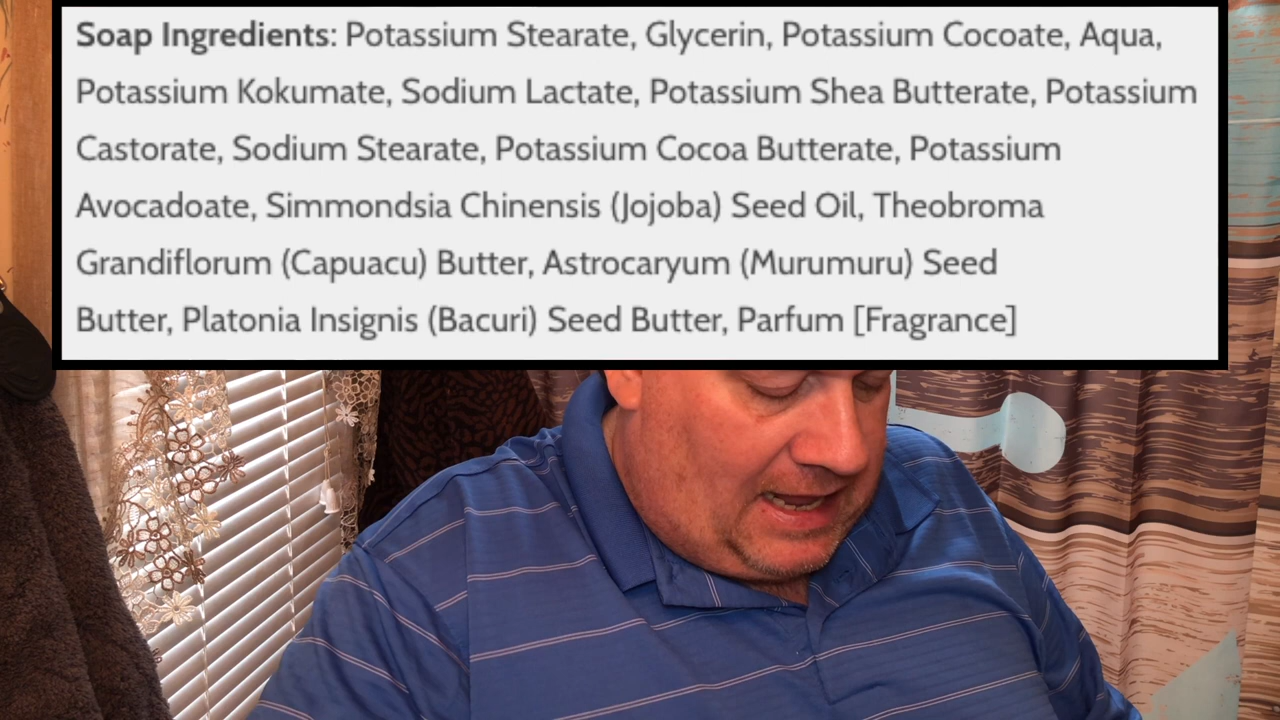 Soap Ingredients: Potassium Stearate, Glycerin, Potassium Cocoate, Aqua,
Potassium Kokumate, Sodium Lactate, Potassium Shea Butterate, Potassium
Castorate, Sodium Stearate, Potassium Cocoa Butterate, Potassium
Avocadoate, Simmondsia Chinensis (Jojoba) Seed Oil, Theobroma
Grandiflorum (Capuacu) Butter, Astrocaryum (Murumuru) Seed
Butter, Platonia Insignis (Bacuri) Seed Butter, Parfum [Fragrance]